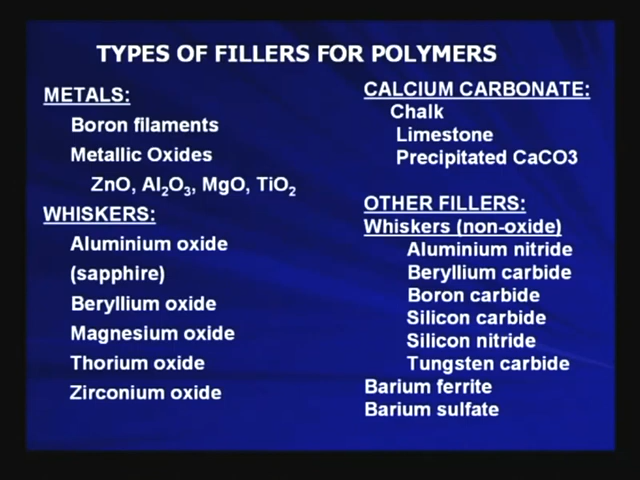 TYPES OF FILLERS FOR POLYMERS
METALS:
Boron filaments
Metallic Oxides
ZnO, Al₂O₃, MgO, TiO₂
WHISKERS:
Aluminium oxide
(sapphire)
Beryllium oxide
Magnesium oxide
Thorium oxide
Zirconium oxide
CALCIUM CARBONATE:
Chalk
Limestone
Precipitated CaCO3
OTHER FILLERS:
Whiskers (non-oxide)
Aluminium nitride
Beryllium carbide
Boron carbide
Silicon carbide
Silicon nitride
Tungsten carbide
Barium ferrite
Barium sulfate